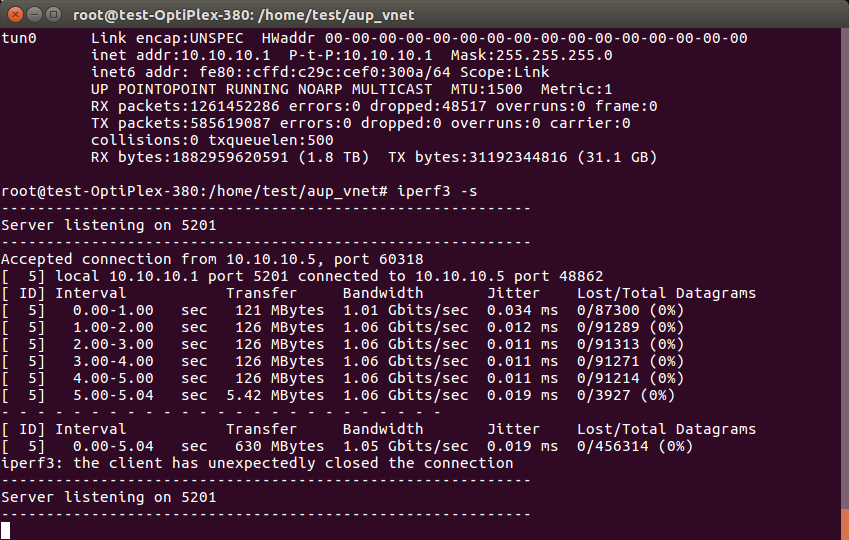 root@test-OptiPlex-380: /home/test/aup_vnet
tun0      Link encap:UNSPEC  HWaddr 00-00-00-00-00-00-00-00-00-00-00-00-00-00-00-00
          inet addr:10.10.10.1  P-t-P:10.10.10.1  Mask:255.255.255.0
          inet6 addr: fe80::cffd:c29c:cef0:300a/64 Scope:Link
          UP POINTOPOINT RUNNING NOARP MULTICAST  MTU:1500  Metric:1
          RX packets:1261452286 errors:0 dropped:48517 overruns:0 frame:0
          TX packets:585619087 errors:0 dropped:0 overruns:0 carrier:0
          collisions:0 txqueuelen:500
          RX bytes:1882959620591 (1.8 TB)  TX bytes:31192344816 (31.1 GB)
root@test-OptiPlex-380:/home/test/aup_vnet# iperf3 -s
-----------------------------------------------------------
Server listening on 5201
-----------------------------------------------------------
Accepted connection from 10.10.10.5, port 60318
[  5] local 10.10.10.1 port 5201 connected to 10.10.10.5 port 48862
[ ID] Interval           Transfer     Bandwidth       Jitter    Lost/Total Datagrams
[  5]   0.00-1.00   sec   121 MBytes  1.01 Gbits/sec  0.034 ms  0/87300 (0%)
[  5]   1.00-2.00   sec   126 MBytes  1.06 Gbits/sec  0.012 ms  0/91289 (0%)
[  5]   2.00-3.00   sec   126 MBytes  1.06 Gbits/sec  0.011 ms  0/91313 (0%)
[  5]   3.00-4.00   sec   126 MBytes  1.06 Gbits/sec  0.011 ms  0/91271 (0%)
[  5]   4.00-5.00   sec   126 MBytes  1.06 Gbits/sec  0.011 ms  0/91214 (0%)
[  5]   5.00-5.04   sec  5.42 MBytes  1.06 Gbits/sec  0.019 ms  0/3927 (0%)
- - - - - - - - - - - - - - - - - - - - - - - - -
[ ID] Interval           Transfer     Bandwidth       Jitter    Lost/Total Datagrams
[  5]   0.00-5.04   sec   630 MBytes  1.05 Gbits/sec  0.019 ms  0/456314 (0%)
iperf3: the client has unexpectedly closed the connection
-----------------------------------------------------------
Server listening on 5201
-----------------------------------------------------------